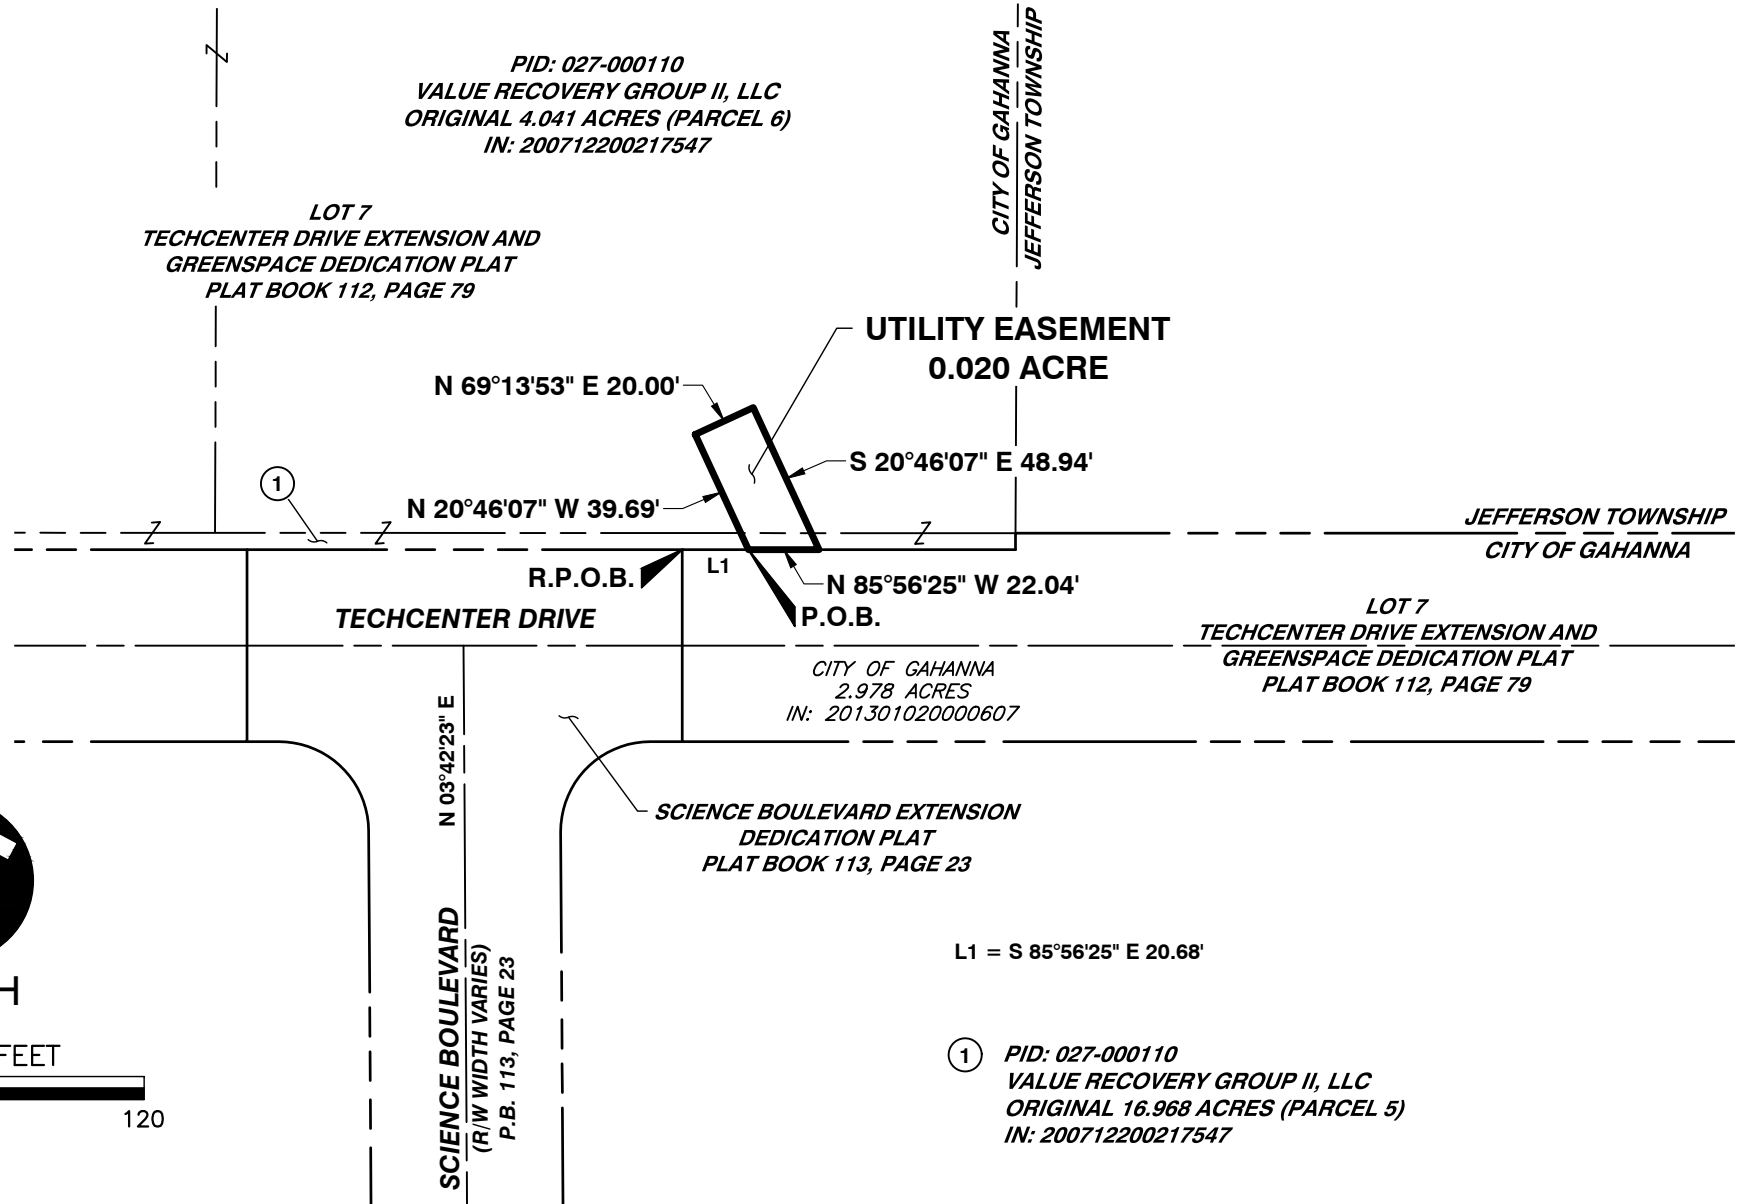 PID: 027-000110
VALUE RECOVERY GROUP II, LLC
ORIGINAL 4.041 ACRES (PARCEL 6)
IN: 200712200217547
CITY OF GAHANNA
JEFFERSON TOWNSHIP
LOT 7
TECHCENTER DRIVE EXTENSION AND
GREENSPACE DEDICATION PLAT
PLAT BOOK 112, PAGE 79
UTILITY EASEMENT
0.020 ACRE
N 69°13'53" E 20.00'
S 20°46'07" E 48.94'
1
N 20°46'07" W 39.69'
JEFFERSON TOWNSHIP
CITY OF GAHANNA
R.P.O.B.
L1
N 85°56'25" W 22.04'
P.O.B.
TECHCENTER DRIVE
LOT 7
TECHCENTER DRIVE EXTENSION AND
GREENSPACE DEDICATION PLAT
PLAT BOOK 112, PAGE 79
CITY OF GAHANNA
2.978 ACRES
IN: 201301020000607
N 03°42'23" E
SCIENCE BOULEVARD EXTENSION
DEDICATION PLAT
PLAT BOOK 113, PAGE 23
SCIENCE BOULEVARD
(R/W WIDTH VARIES)
P.B. 113, PAGE 23
L1 = S 85°56'25" E 20.68'
H
FEET
120
1 PID: 027-000110
VALUE RECOVERY GROUP II, LLC
ORIGINAL 16.968 ACRES (PARCEL 5)
IN: 200712200217547